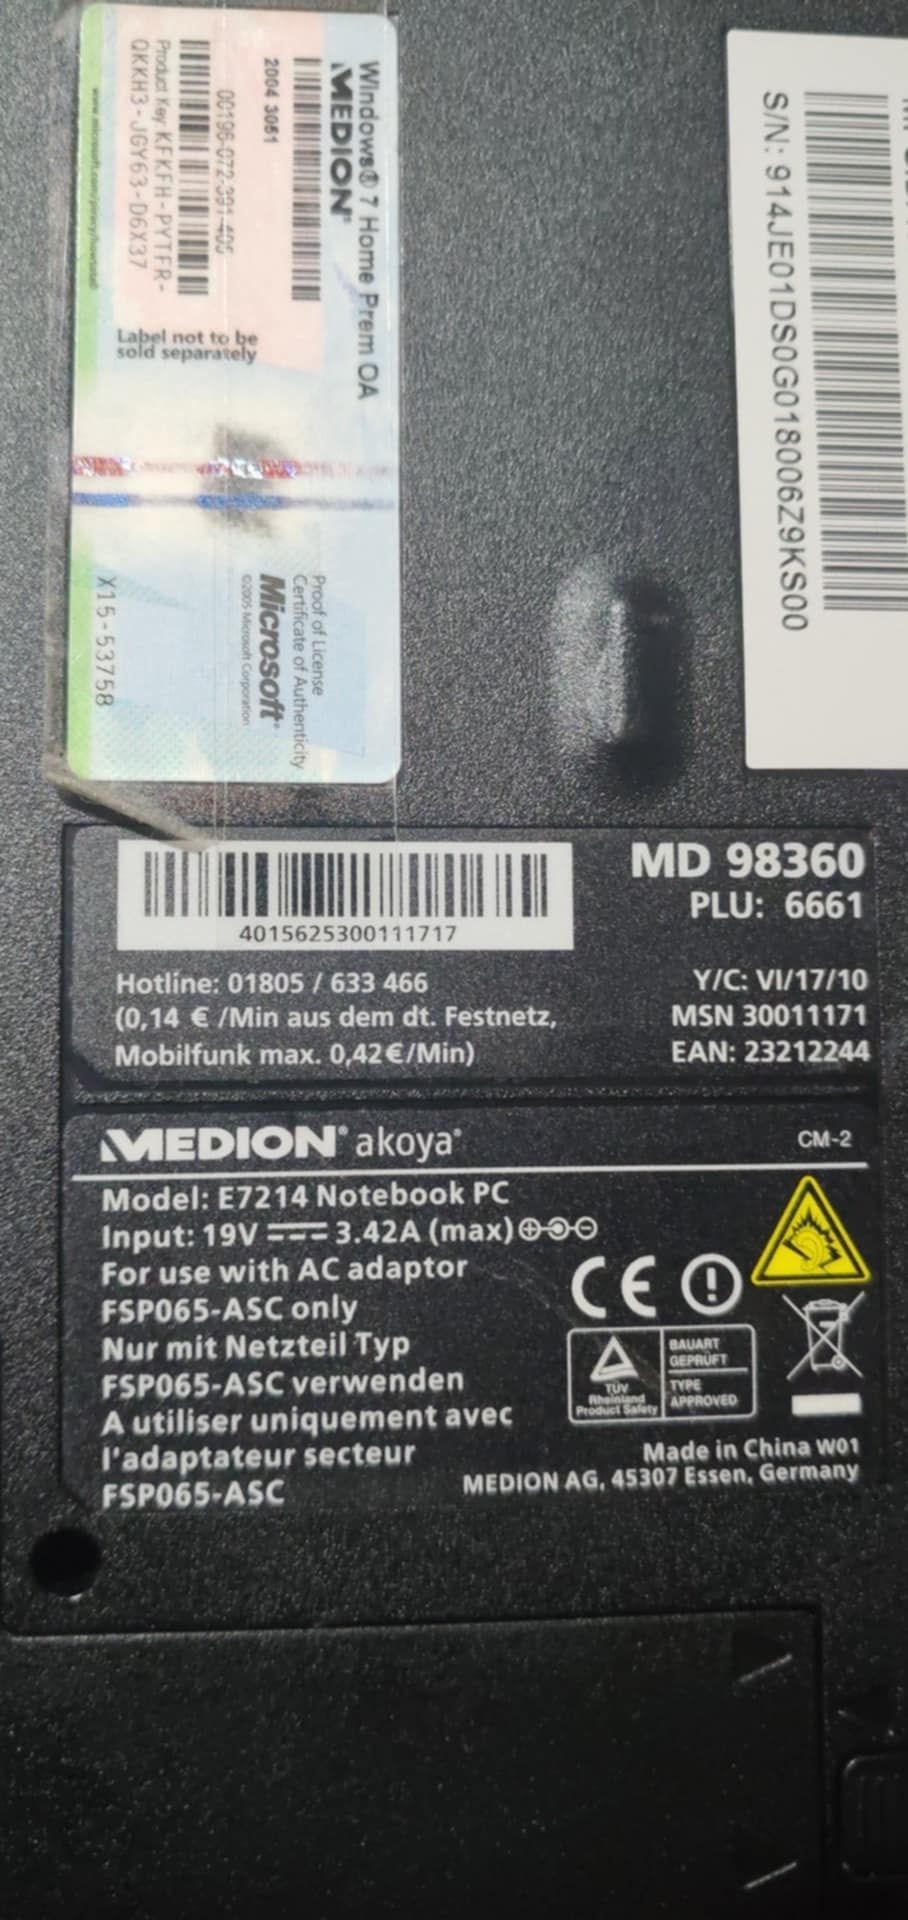 Windows® 7 Home Prem OA
MEDION®
2004 3051
Product Key: KFKFH-PYTFR-
QKKH3-JGY63-D6X37
Label not to be
sold separately
Proof of License
Certificate of Authenticity
Microsoft®
©2005 Microsoft Corporation
X15-53758
S/N: 914JE01DS0G018006Z9KS00
4015625300111717
MD 98360
PLU: 6661
Hotline: 01805 / 633 466
(0,14 € /Min aus dem dt. Festnetz,
Mobilfunk max. 0,42€/Min)
Y/C: VI/17/10
MSN 30011171
EAN: 23212244
MEDION® akoya®
CM-2
Model: E7214 Notebook PC
Input: 19V 3.42A (max)
For use with AC adaptor
FSP065-ASC only
Nur mit Netzteil Typ
FSP065-ASC verwenden
A utiliser uniquement avec
l'adaptateur secteur
FSP065-ASC
CE
TÜV
Rheinland
Product Safety
BAUART
GEPRÜFT
TYPE
APPROVED
Made in China W01
MEDION AG, 45307 Essen, Germany